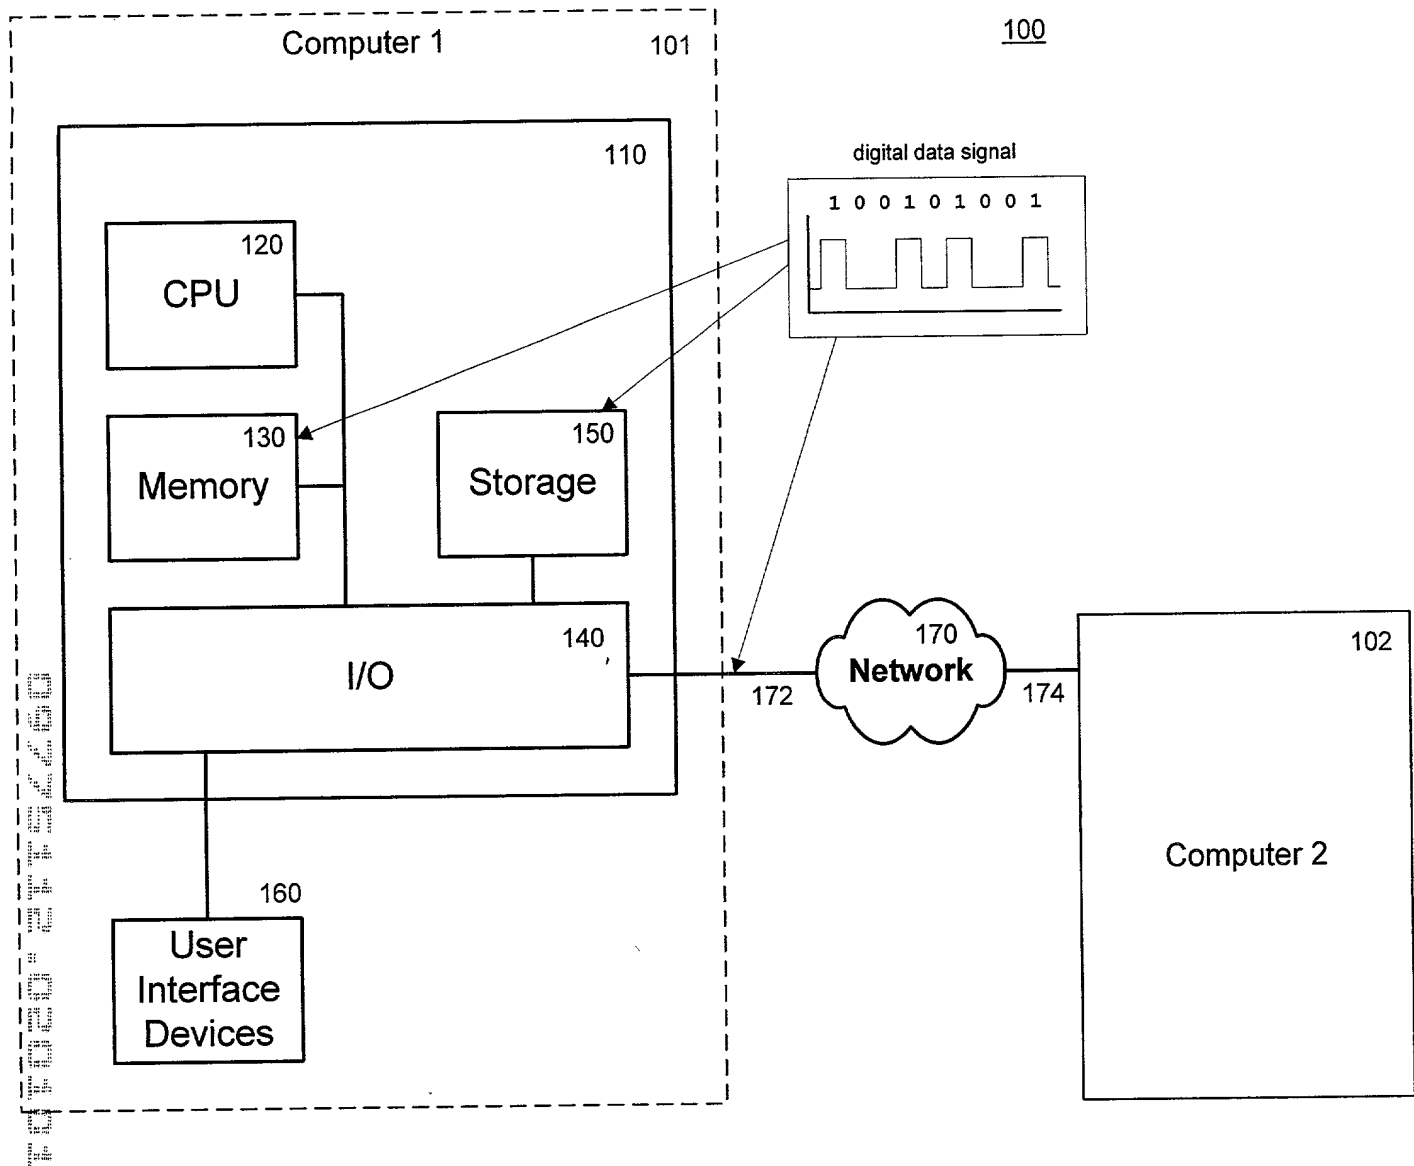 Computer 1
101
100
110
digital data signal
1 0 0 1 0 1 0 0 1
120
CPU
130
Memory
150
Storage
140
I/O
170
Network
172
174
102
Computer 2
160
User
Interface
Devices